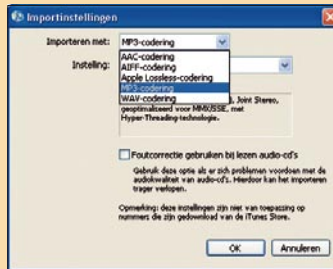 Importinstellingen
Importeren met: MP3-codering
AAC-codering
AIFF-codering
Instelling:
Apple Lossless-codering
MP3-codering
WAV-codering
), Joint Stereo,
geoptimaliseerd voor MMX/SSE, met
Hyper-Threading-technologie.
Foutcorrectie gebruiken bij lezen audio-cd's
Gebruik deze optie als er zich problemen voordoen met de
audiokwaliteit van audio-cd's. Hierdoor kan het importeren
trager verlopen.
Opmerking: deze instellingen zijn niet van toepassing op
nummers die zijn gedownload van de iTunes Store.
OK Annuleren